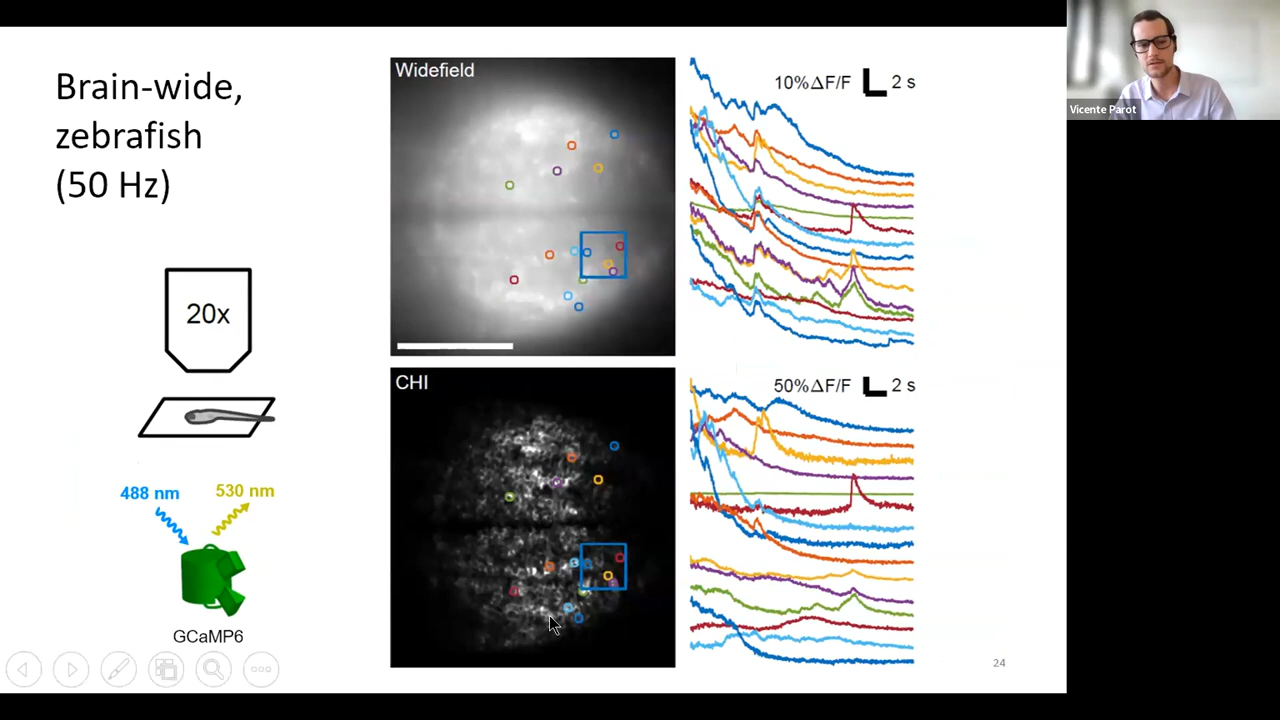 Brain-wide,
zebrafish
(50 Hz)
20x
488 nm
530 nm
GCaMP6
Widefield
10%ΔF/F
2 s
CHI
50%ΔF/F
2 s
24
Vicente Parot